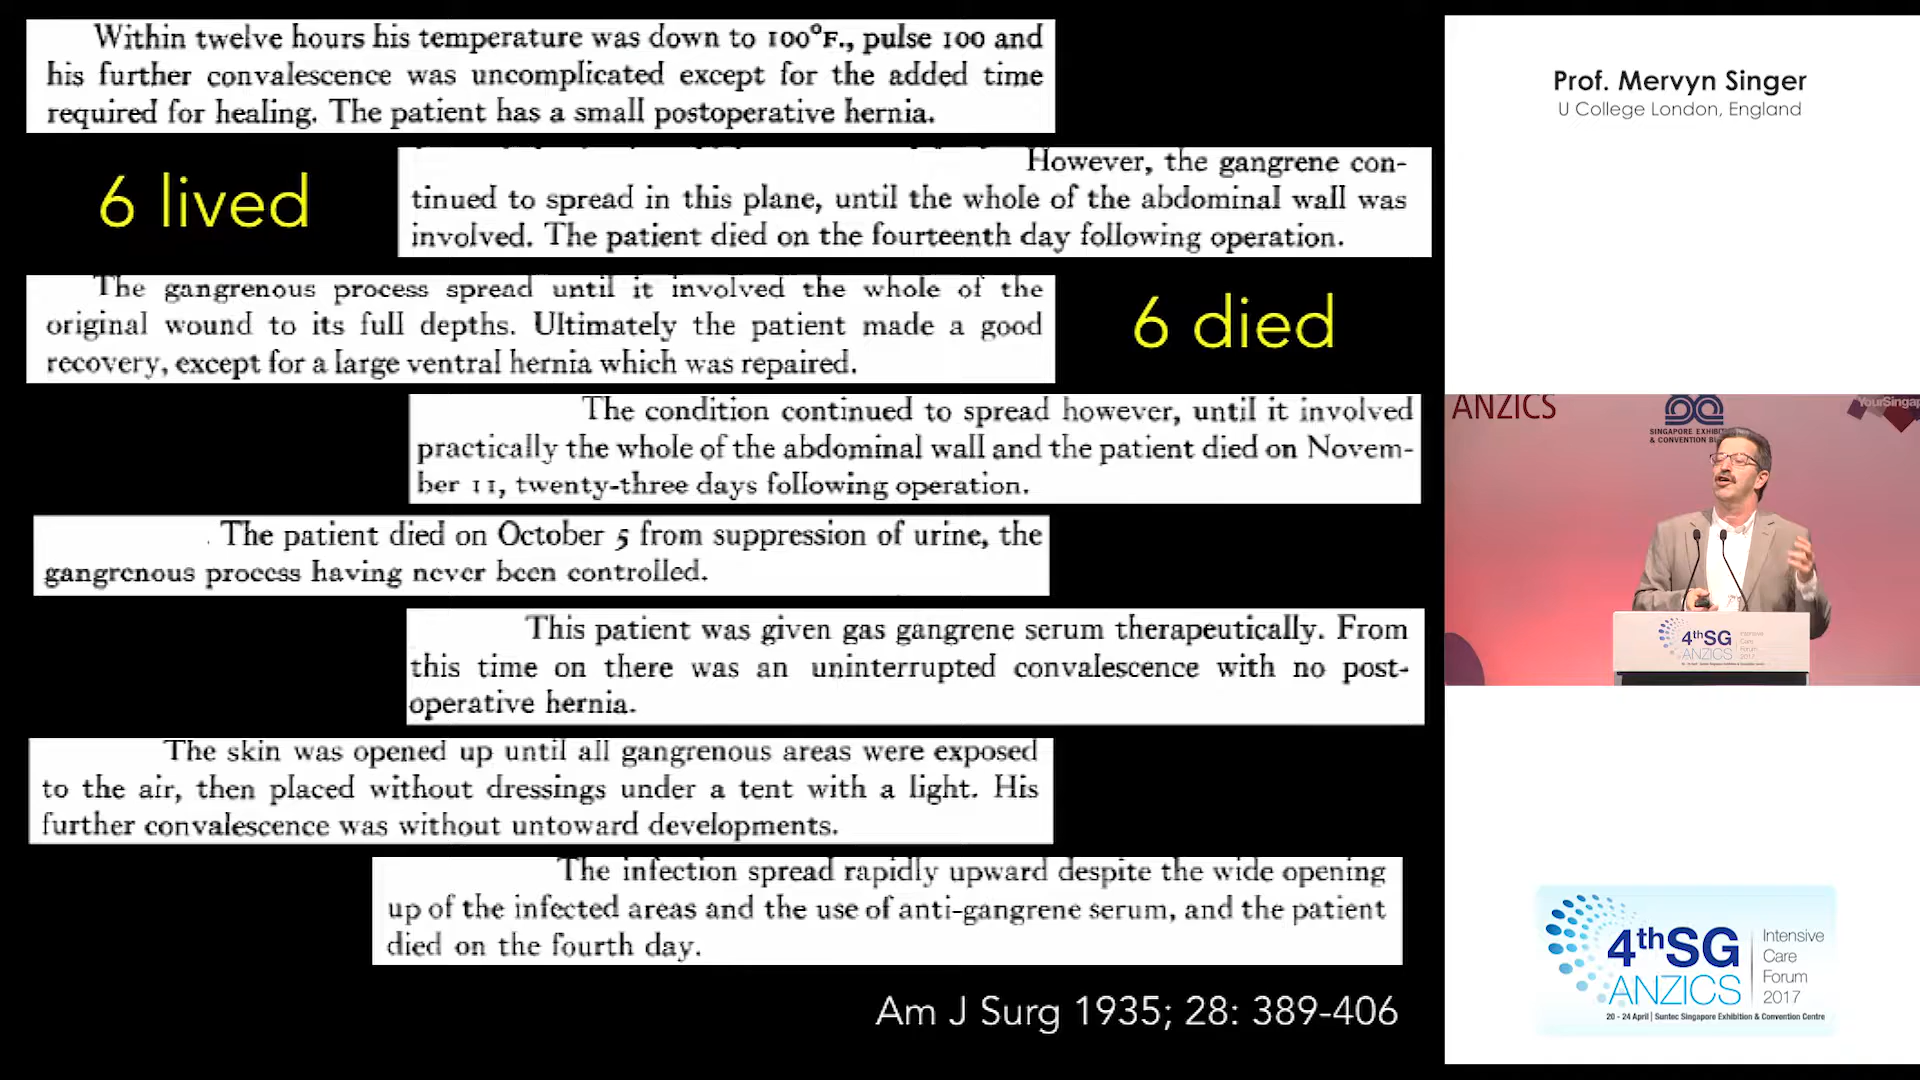 Within twelve hours his temperature was down to 100°F., pulse 100 and
his further convalescence was uncomplicated except for the added time
required for healing. The patient has a small postoperative hernia.
6 lived
However, the gangrene con-
tinued to spread in this plane, until the whole of the abdominal wall was
involved. The patient died on the fourteenth day following operation.
The gangrenous process spread until it involved the whole of the
original wound to its full depths. Ultimately the patient made a good
recovery, except for a large ventral hernia which was repaired.
6 died
The condition continued to spread however, until it involved
practically the whole of the abdominal wall and the patient died on Novem-
ber 11, twenty-three days following operation.
The patient died on October 5 from suppression of urine, the
gangrenous process having never been controlled.
This patient was given gas gangrene serum therapeutically. From
this time on there was an uninterrupted convalescence with no post-
operative hernia.
The skin was opened up until all gangrenous areas were exposed
to the air, then placed without dressings under a tent with a light. His
further convalescence was without untoward developments.
The infection spread rapidly upward despite the wide opening
up of the infected areas and the use of anti-gangrene serum, and the patient
died on the fourth day.
Am J Surg 1935; 28: 389-406
Prof. Mervyn Singer
U College London, England
ANZICS
YourSingap
SINGAPORE EXHIBI
& CONVENTION B
4thSG
ANZICS
Intensive
Care
Forum
2017
4thSG
ANZICS
Intensive
Care
Forum
2017
20 - 24 April | Suntec Singapore Exhibition & Convention Centre